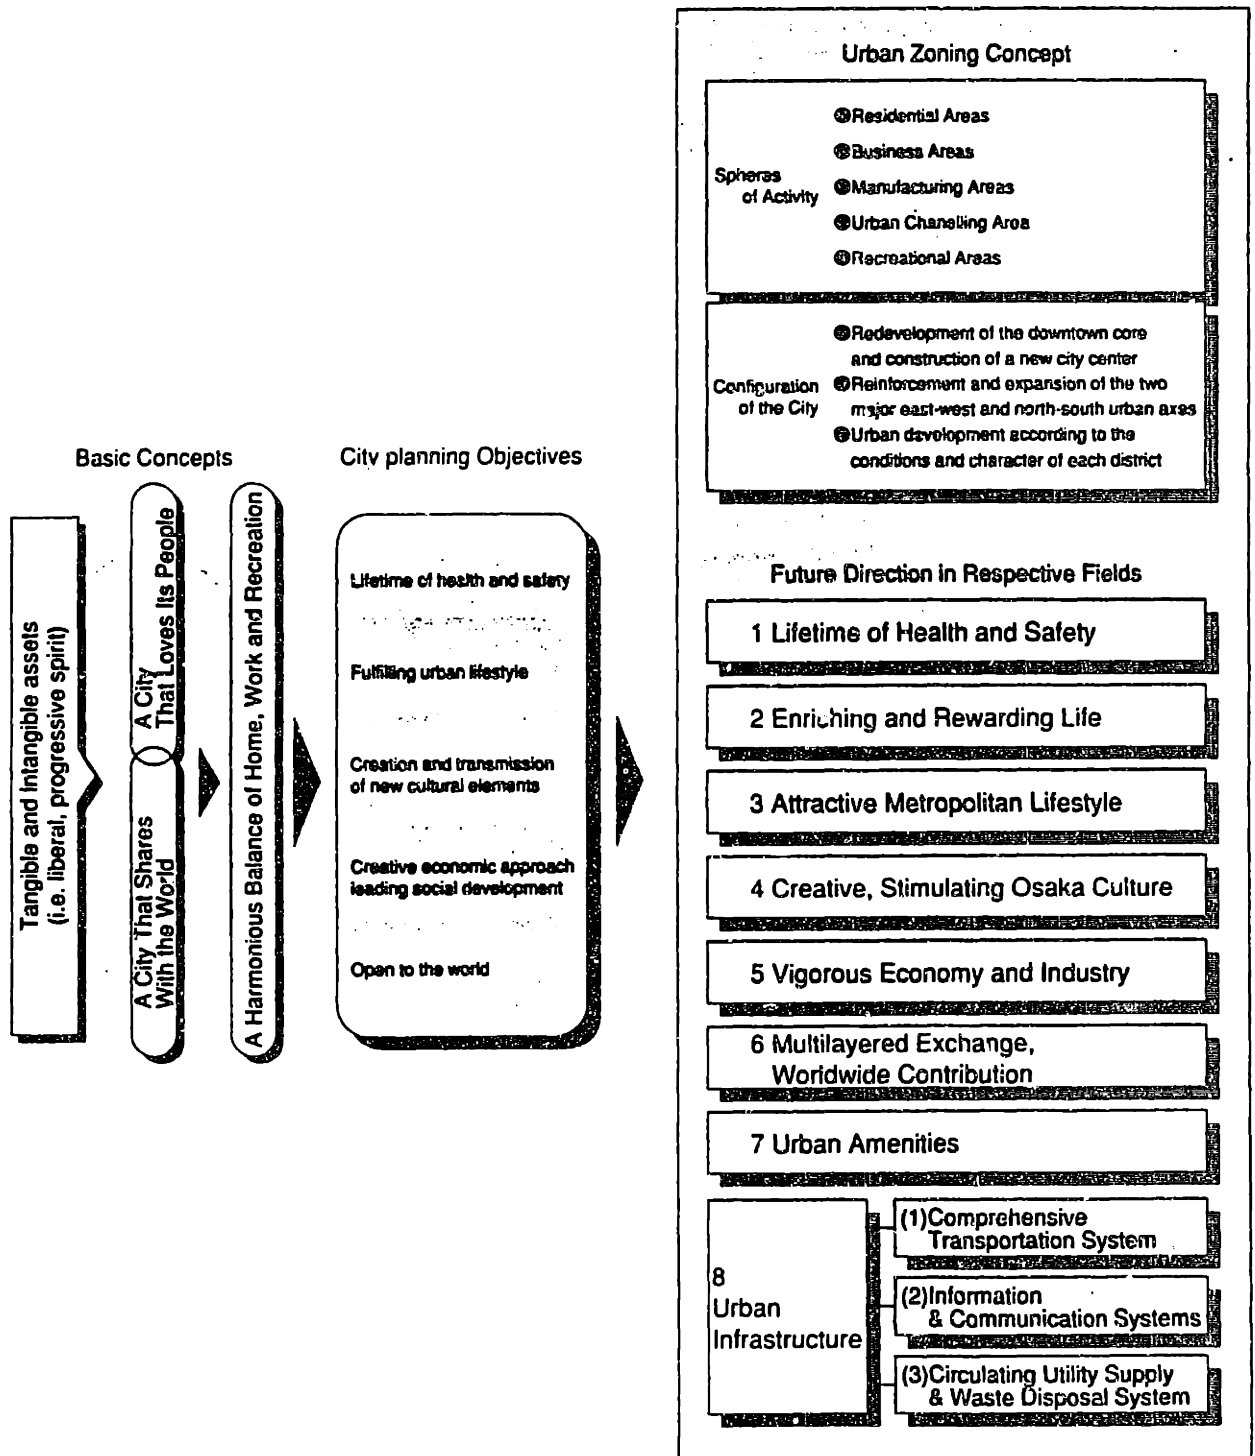 Basic Concepts
Tangible and intangible assets
(i.e. liberal, progressive spirit)
A City
That Loves Its People
A City That Shares
With the World
A Harmonious Balance of Home, Work and Recreation
City planning Objectives
Lifetime of health and safety
Fulfilling urban lifestyle
Creation and transmission
of new cultural elements
Creative economic approach
leading social development
Open to the world
Urban Zoning Concept
Spheres
of Activity
Residential Areas
Business Areas
Manufacturing Areas
Urban Chanelling Area
Recreational Areas
Configuration
of the City
Redevelopment of the downtown core
and construction of a new city center
Reinforcement and expansion of the two
major east-west and north-south urban axes
Urban development according to the
conditions and character of each district
Future Direction in Respective Fields
1 Lifetime of Health and Safety
2 Enriching and Rewarding Life
3 Attractive Metropolitan Lifestyle
4 Creative, Stimulating Osaka Culture
5 Vigorous Economy and Industry
6 Multilayered Exchange,
Worldwide Contribution
7 Urban Amenities
8
Urban
Infrastructure
(1)Comprehensive
Transportation System
(2)Information
& Communication Systems
(3)Circulating Utility Supply
& Waste Disposal System